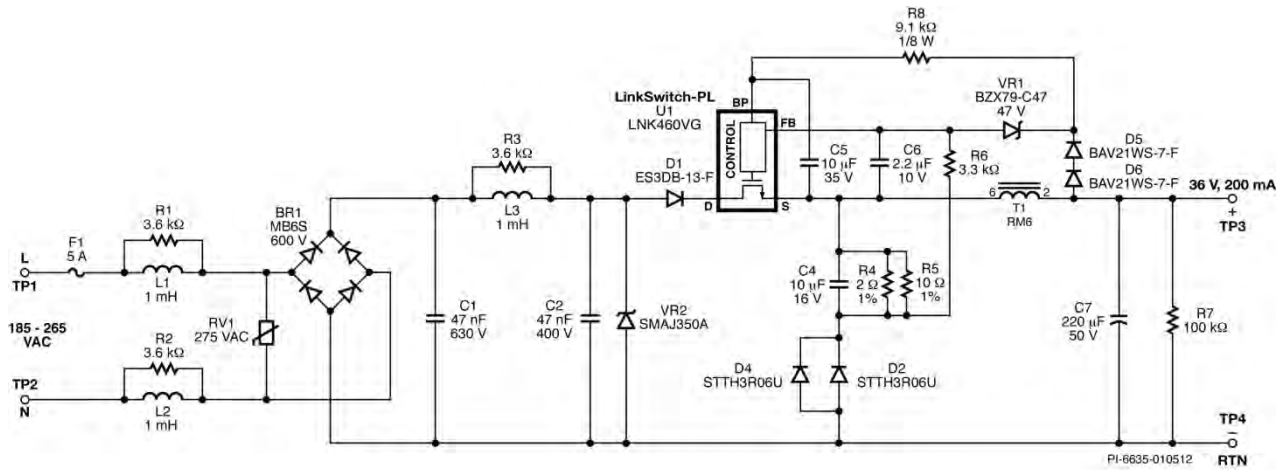 R8
9.1 kΩ
1/8 W
VR1
BZX79-C47
47 V
LinkSwitch-PL
U1
LNK460VG
BP
FB
CONTROL
D
S
D5
BAV21WS-7-F
D6
BAV21WS-7-F
R3
3.6 kΩ
L3
1 mH
D1
ES3DB-13-F
C5
10 µF
35 V
C6
2.2 µF
10 V
R6
3.3 kΩ
6
2
T1
RM6
36 V, 200 mA
+
TP3
R1
3.6 kΩ
BR1
MB6S
600 V
F1
5 A
L
TP1
L1
1 mH
185 - 265
VAC
RV1
275 VAC
R2
3.6 kΩ
TP2
N
L2
1 mH
C1
47 nF
630 V
C2
47 nF
400 V
VR2
SMAJ350A
C4
10 µF
16 V
R4
2 Ω
1%
R5
10 Ω
1%
D4
STTH3R06U
D2
STTH3R06U
C7
220 µF
50 V
R7
100 kΩ
TP4
–
RTN
PI-6635-010512